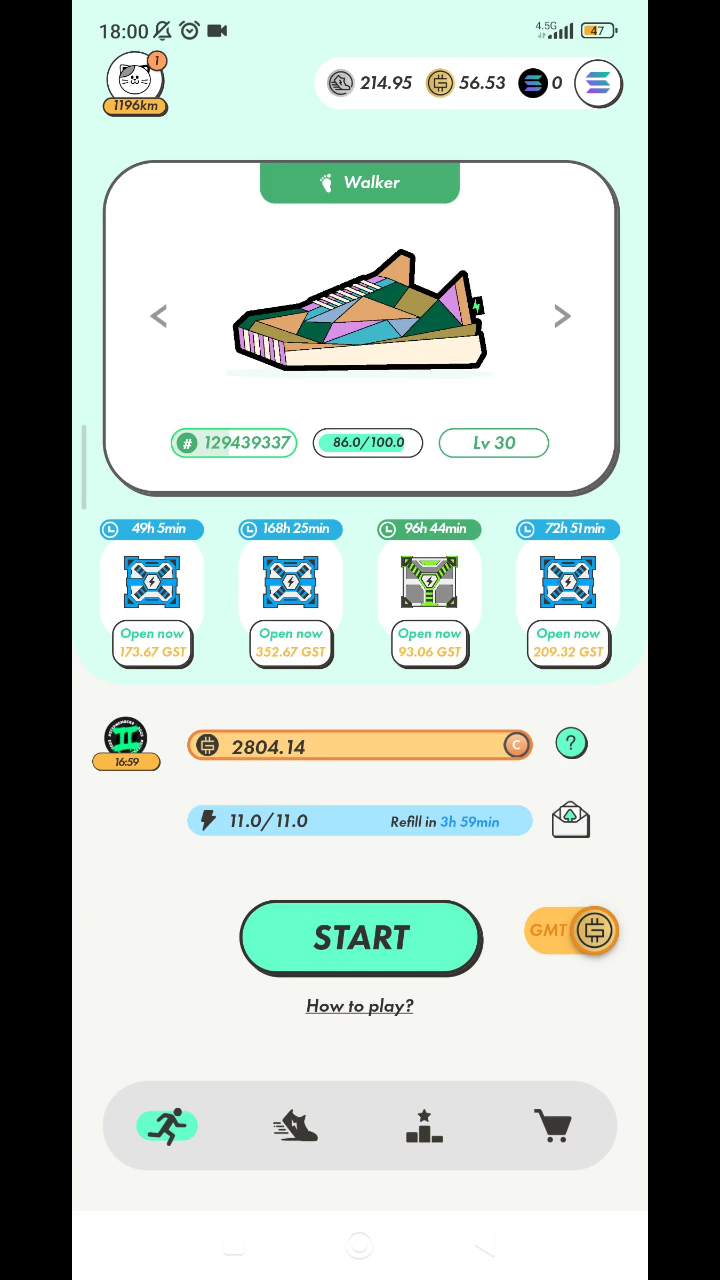 18:00 4.5G 47
1
1196km
214.95 56.53 0
Walker
# 129439337 86.0/100.0 Lv 30
49h 5min 168h 25min 96h 44min 72h 51min
Open now Open now Open now Open now
173.67 GST 352.67 GST 93.06 GST 209.32 GST
2804.14 C ?
16:59
11.0/11.0 Refill in 3h 59min
START
GMT
How to play?